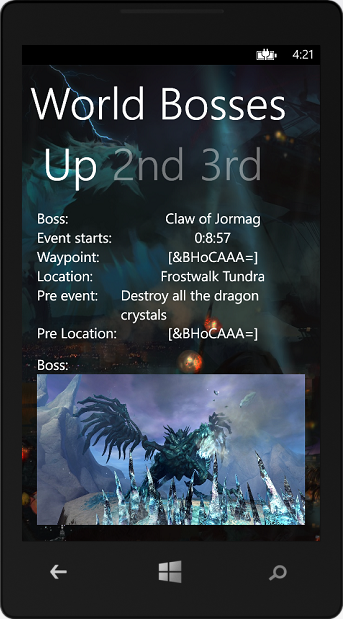 4:21
World Bosses
Up 2nd 3rd
Boss: Claw of Jormag
Event starts: 0:8:57
Waypoint: [&BHoCAAA=]
Location: Frostwalk Tundra
Pre event: Destroy all the dragon
crystals
Pre Location: [&BHoCAAA=]
Boss: